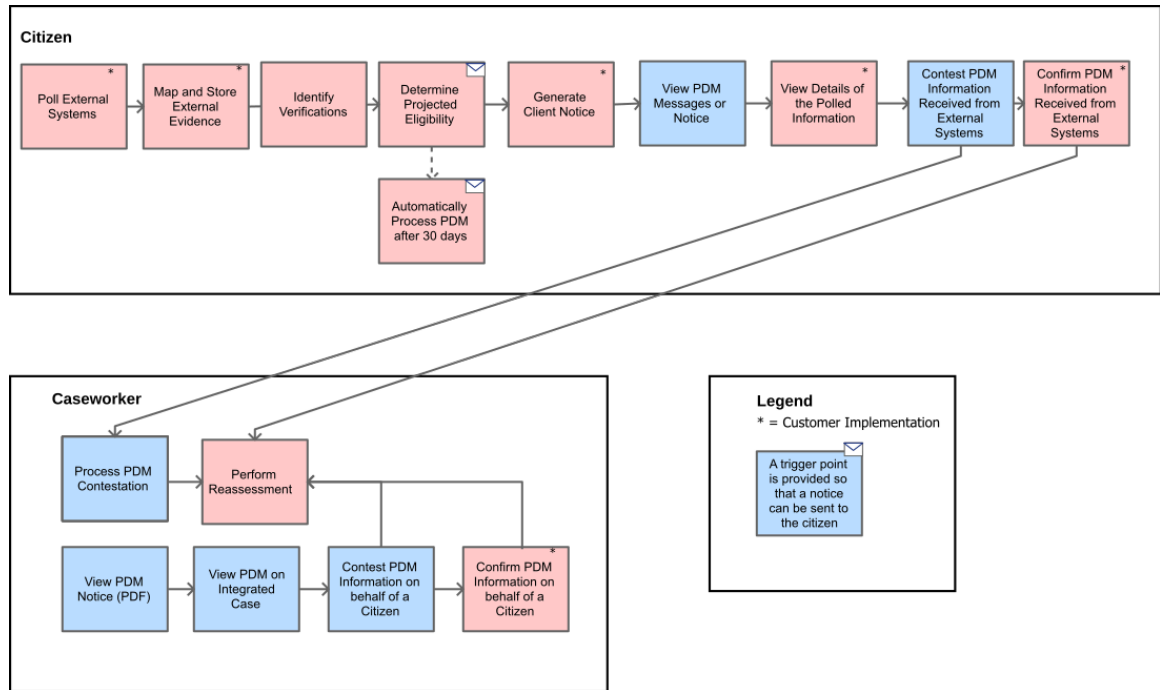 Citizen
*
Poll External
Systems
*
Map and Store
External
Evidence
Identify
Verifications
Determine
Projected
Eligibility
*
Generate
Client Notice
View PDM
Messages or
Notice
*
View Details of
the Polled
Information
Contest PDM
Information
Received from
External
Systems
*
Confirm PDM
Information
Received from
External
Systems
Automatically
Process PDM
after 30 days
Caseworker
Process PDM
Contestation
Perform
Reassessment
View PDM
Notice (PDF)
View PDM on
Integrated
Case
Contest PDM
Information on
behalf of a
Citizen
*
Confirm PDM
Information on
behalf of a
Citizen
Legend
* = Customer Implementation
A trigger point
is provided so
that a notice
can be sent to
the citizen